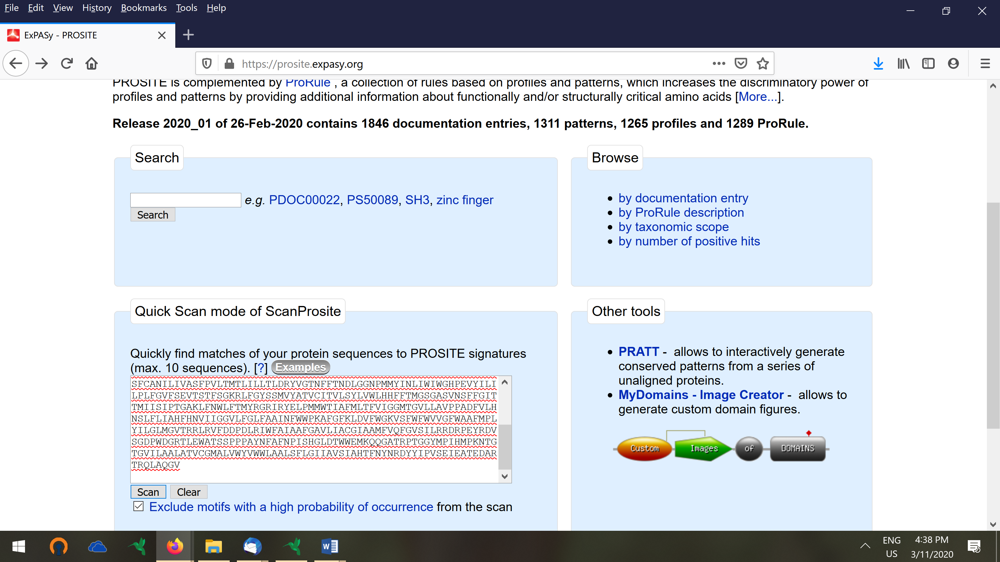 File Edit View History Bookmarks Tools Help
ExPASy - PROSITE
https://prosite.expasy.org
PROSITE is complemented by ProRule , a collection of rules based on profiles and patterns, which increases the discriminatory power of
profiles and patterns by providing additional information about functionally and/or structurally critical amino acids [More...].
Release 2020_01 of 26-Feb-2020 contains 1846 documentation entries, 1311 patterns, 1265 profiles and 1289 ProRule.
Search
e.g. PDOC00022, PS50089, SH3, zinc finger
Search
Browse
by documentation entry
by ProRule description
by taxonomic scope
by number of positive hits
Quick Scan mode of ScanProsite
Quickly find matches of your protein sequences to PROSITE signatures
(max. 10 sequences). [?] Examples
SFCANILIVASFPVLTMTLILLTLDRYVGTNFFTNDLGGNPMMYINLIWIWGHPEVYILI
LPLFGVFSEVTSTFSGKRLFGYSSMVYATVCITVLSYLVWLHHFFTMGSGASVNSFFGIT
TMIISIPTGAKLFNWLFTMYRGRIRYELPMMWTIAFMLTFVIGGMTGVLLAVPPADFVLH
NSLFLIAHFHNVIIGGVLFGLFAAINFWWPKAFGFKLDVFWGKVSFWFWVVGFWAAFMPL
YILGLMGVTRRLRVFDDPDLRIWFAIAAFGAVLIACGIAAMFVQFGVSILRRDRPEYRDV
SGDPWDGRTLEWATSSPPPAYNFAFNPISHGLDTWWEMKQQGATRPTGGYMPIHMPKNTG
TGVILAALATVCGMALVWYVWWLAALSFLGIIAVSIAHTFNYNRDYYIPVSEIEATEDAR
TRQLAQGV
Scan Clear
Exclude motifs with a high probability of occurrence from the scan
Other tools
PRATT - allows to interactively generate
conserved patterns from a series of
unaligned proteins.
MyDomains - Image Creator - allows to
generate custom domain figures.
Custom Images of DOMAINS
W
ENG
US
4:38 PM
3/11/2020